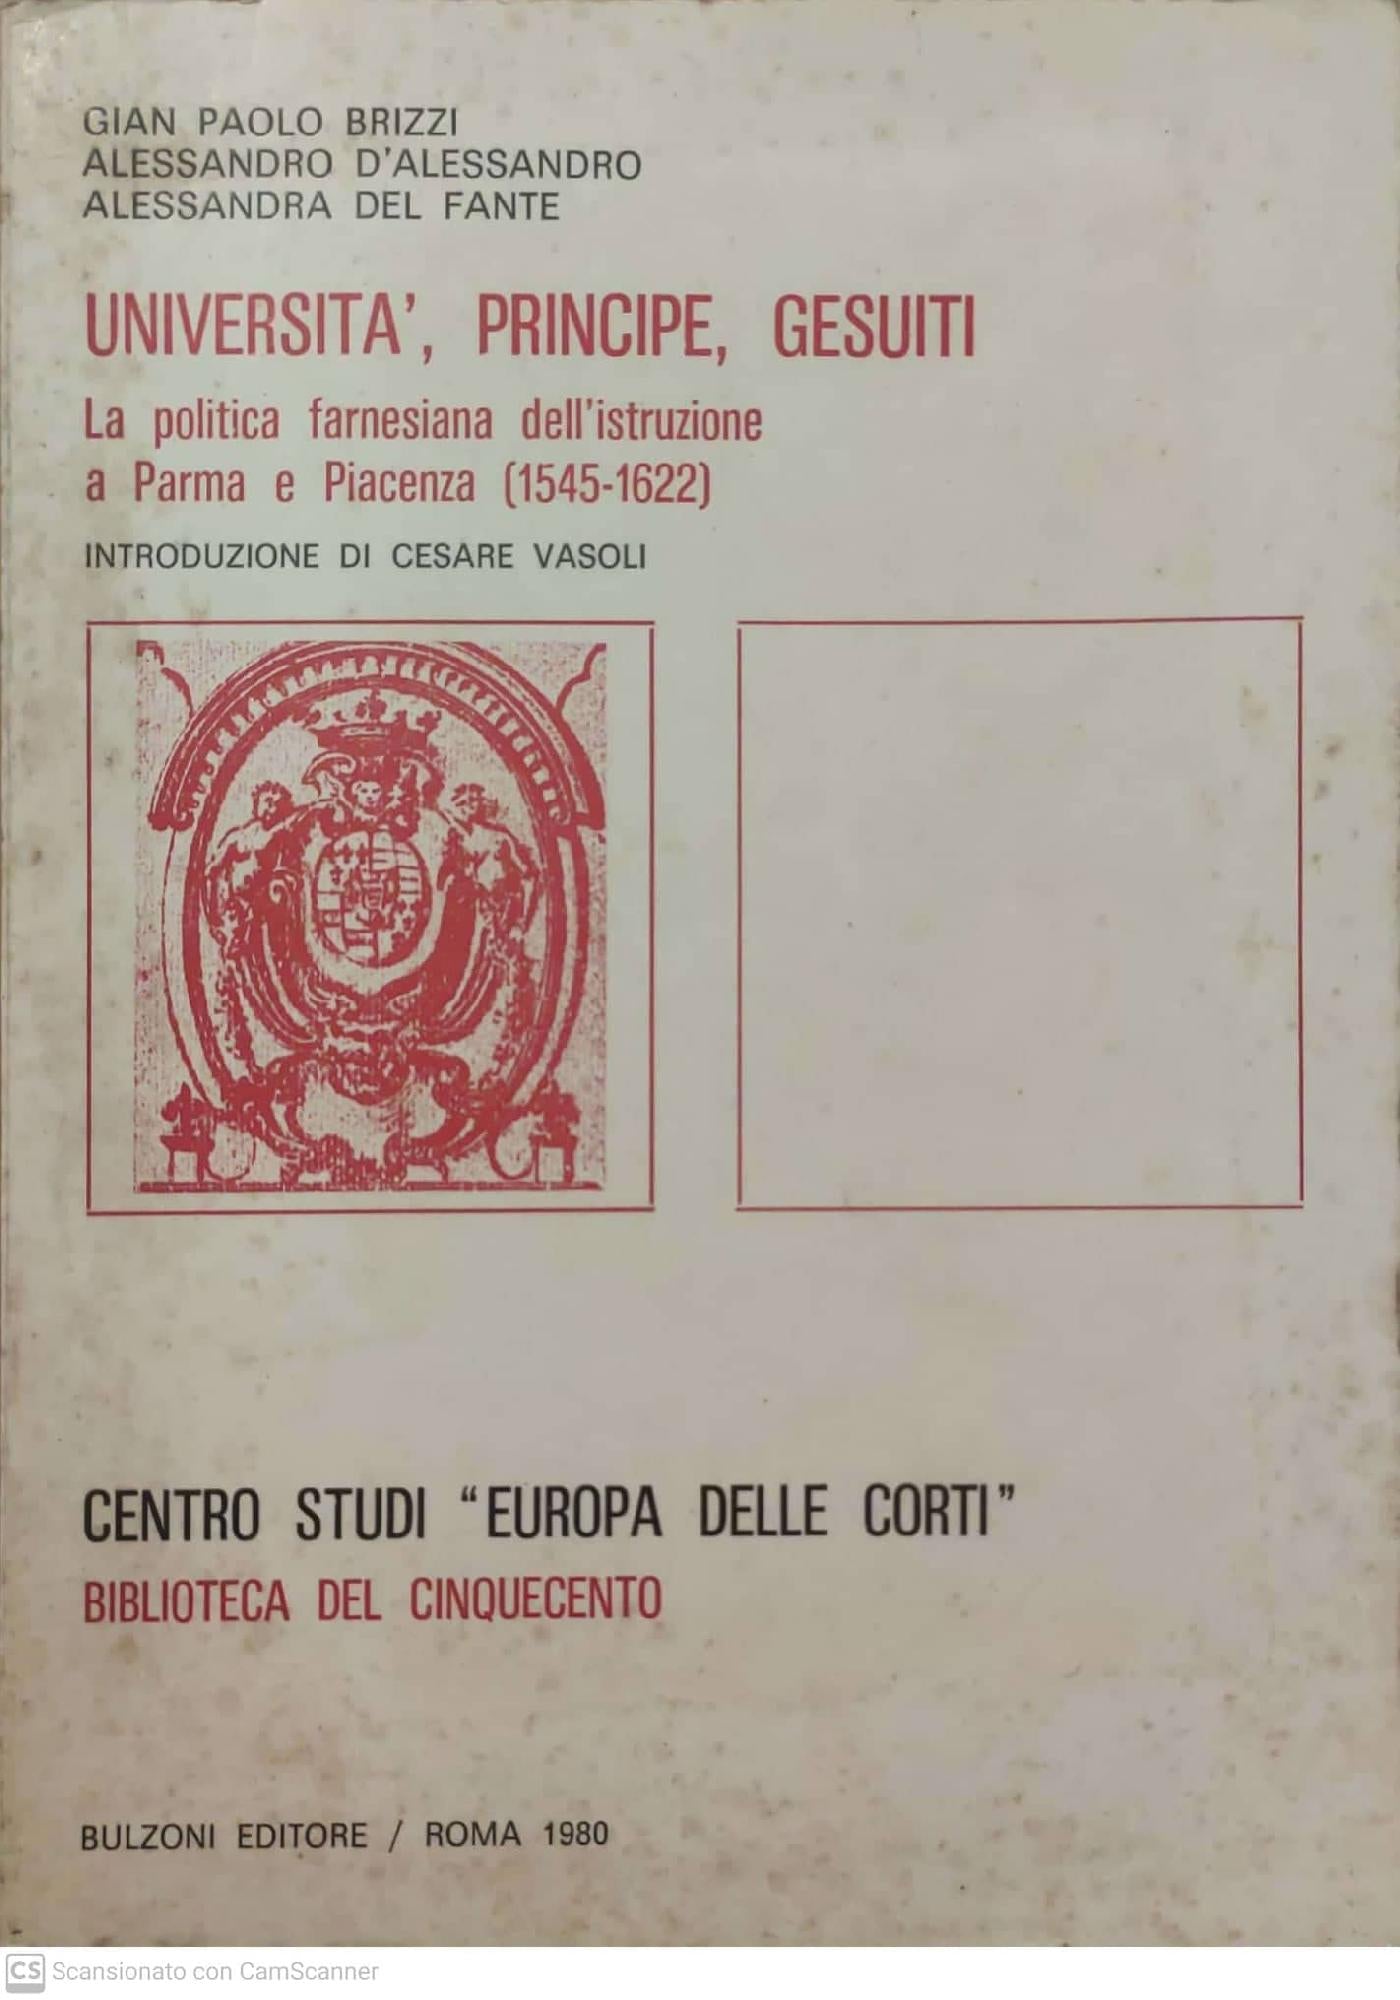 GIAN PAOLO BRIZZI
ALESSANDRO D'ALESSANDRO
ALESSANDRA DEL FANTE
UNIVERSITA', PRINCIPE, GESUITI
La politica farnesiana dell'istruzione
a Parma e Piacenza (1545-1622)
INTRODUZIONE DI CESARE VASOLI
CENTRO STUDI "EUROPA DELLE CORTI"
BIBLIOTECA DEL CINQUECENTO
BULZONI EDITORE / ROMA 1980
CS Scansionato con CamScanner